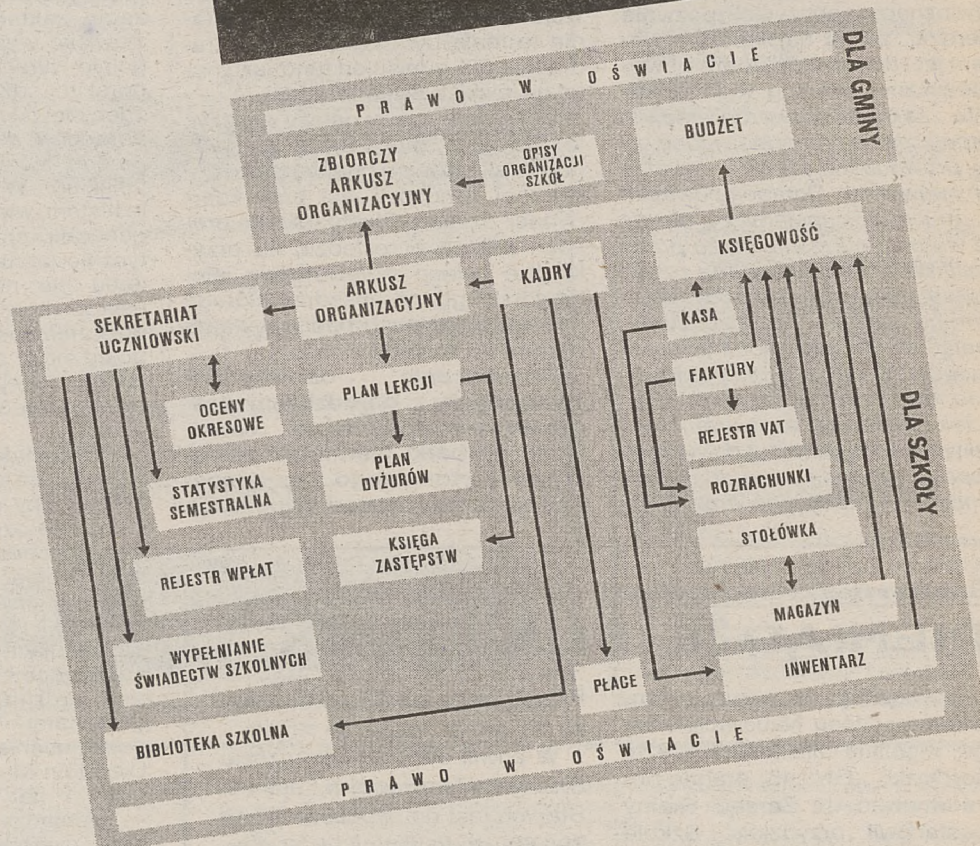 DLA GMINY
PRAWO W OŚWIACIE
ZBIORCZY
ARKUSZ
ORGANIZACYJNY
OPISY
ORGANIZACJI
SZKÓŁ
BUDŻET
DLA SZKOŁY
SEKRETARIAT
UCZNIOWSKI
ARKUSZ
ORGANIZACYJNY
KADRY
KSIĘGOWOŚĆ
OCENY
OKRESOWE
STATYSTYKA
SEMESTRALNA
REJESTR WPŁAT
WYPEŁNIANIE
ŚWIADECTW SZKOLNYCH
BIBLIOTEKA SZKOLNA
PLAN LEKCJI
PLAN
DYŻURÓW
KSIĘGA
ZASTĘPSTW
PŁACE
KASA
FAKTURY
REJESTR VAT
ROZRACHUNKI
STOŁÓWKA
MAGAZYN
INWENTARZ
PRAWO W OŚWIACIE